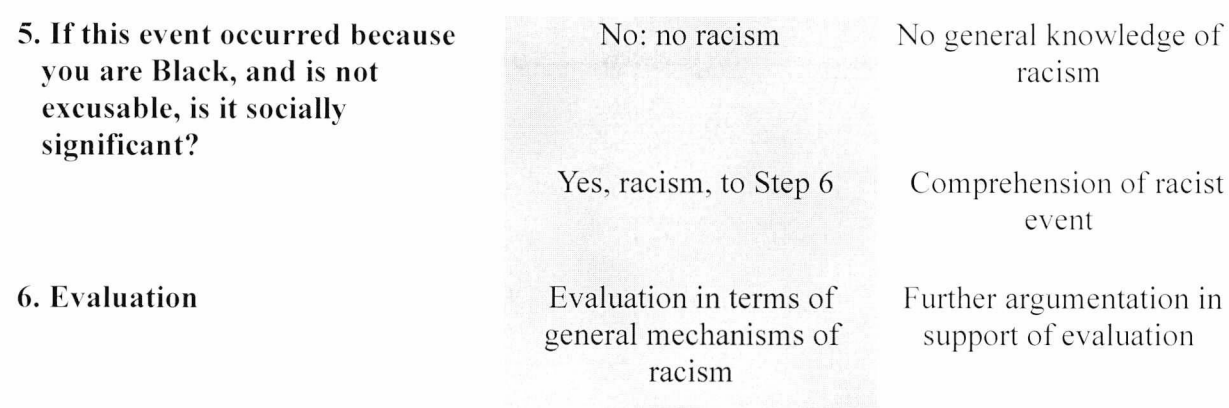 5. If this event occurred because
you are Black, and is not
excusable, is it socially
significant?
No: no racism
No general knowledge of
racism
Yes, racism, to Step 6
Comprehension of racist
event
6. Evaluation
Evaluation in terms of
general mechanisms of
racism
Further argumentation in
support of evaluation